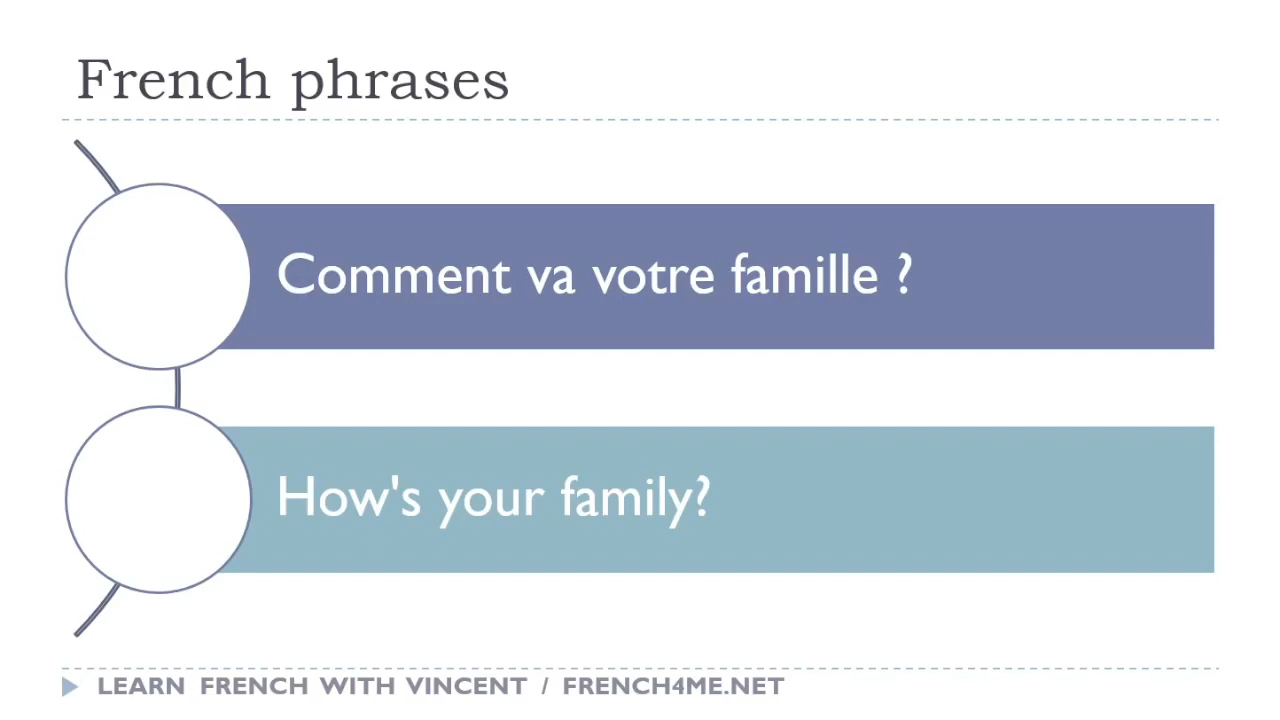 French phrases
Comment va votre famille ?
How's your family?
LEARN FRENCH WITH VINCENT / FRENCH4ME.NET